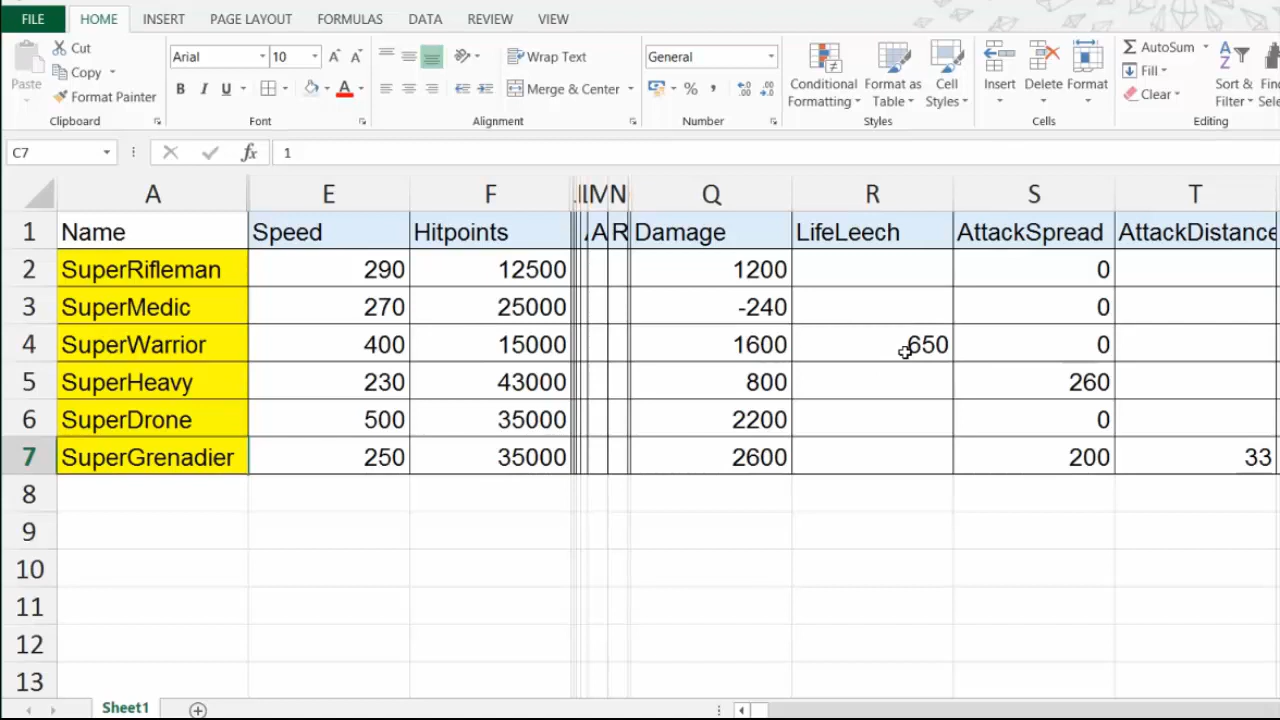 FILE HOME INSERT PAGE LAYOUT FORMULAS DATA REVIEW VIEW
Paste Cut Copy Format Painter
Clipboard
Arial 10 A A
B I U A
Font
Wrap Text
Merge & Center
Alignment
General
% ,
Number
Conditional Formatting Format as Table Cell Styles
Styles
Insert Delete Format
Cells
AutoSum
Fill
Clear
Sort & Filter
Editing
C7 fx 1
A E F M N Q R S T
1 Name Speed Hitpoints A R Damage LifeLeech AttackSpread AttackDistance
2 SuperRifleman 290 12500 1200 0
3 SuperMedic 270 25000 -240 0
4 SuperWarrior 400 15000 1600 650 0
5 SuperHeavy 230 43000 800 260
6 SuperDrone 500 35000 2200 0
7 SuperGrenadier 250 35000 2600 200 33
8
9
10
11
12
13
Sheet1